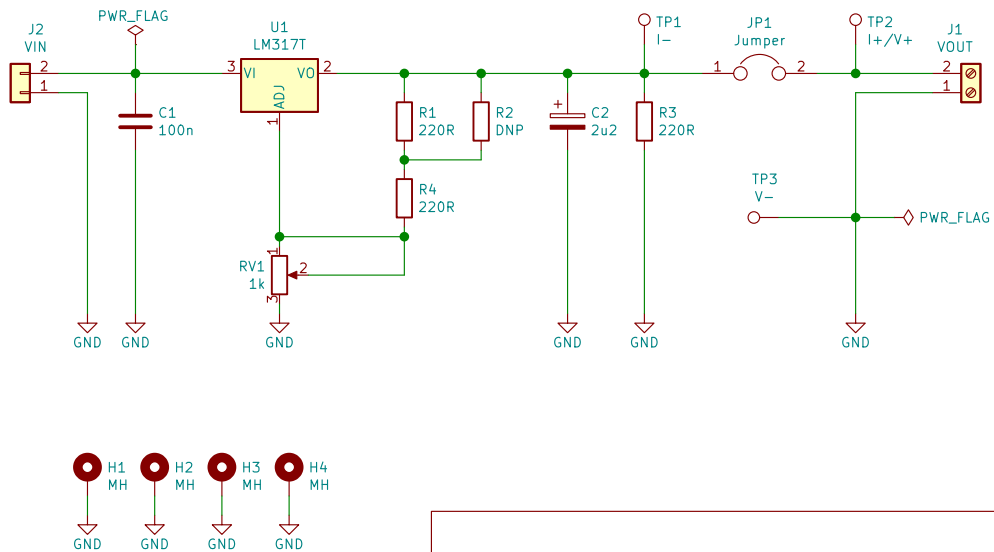 PWR_FLAG
J2
VIN
2
1
U1
LM317T
3 VI VO 2
ADJ
1
C1
100n
R1
220R
R2
DNP
R4
220R
RV1
1k
1
2
3
C2
+
2u2
R3
220R
TP1
I-
JP1
Jumper
1 2
TP2
I+/V+
J1
VOUT
2
1
TP3
V-
PWR_FLAG
GND GND GND GND GND GND
H1
MH
H2
MH
H3
MH
H4
MH
GND GND GND GND